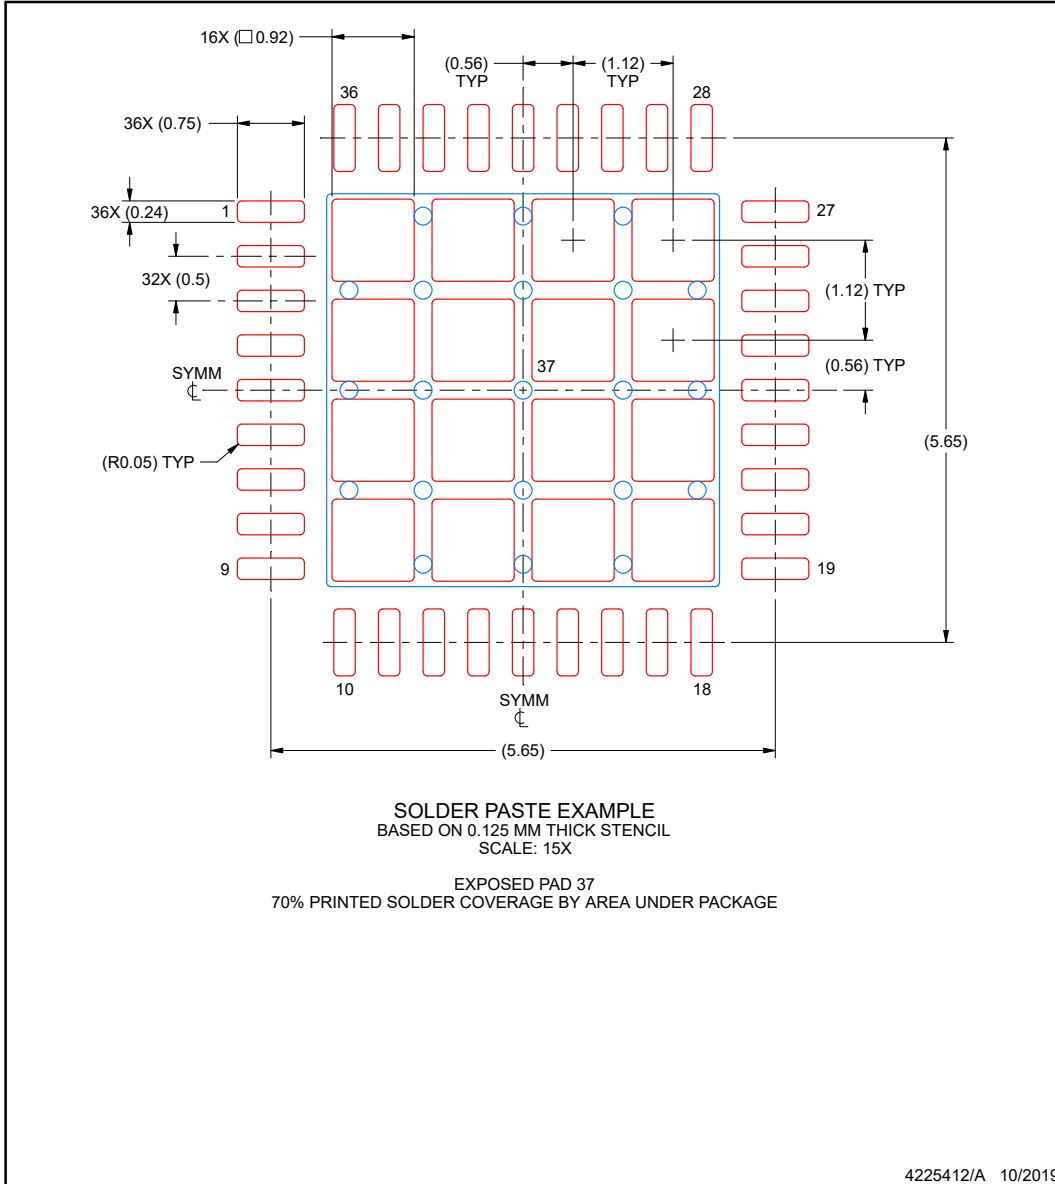 16X (□ 0.92)
(0.56)
TYP
(1.12)
TYP
36
28
36X (0.75)
36X (0.24)
1
27
32X (0.5)
(1.12) TYP
SYMM
℄
37
(0.56) TYP
(R0.05) TYP
(5.65)
9
19
10
18
SYMM
℄
(5.65)
SOLDER PASTE EXAMPLE
BASED ON 0.125 MM THICK STENCIL
SCALE: 15X
EXPOSED PAD 37
70% PRINTED SOLDER COVERAGE BY AREA UNDER PACKAGE
4225412/A 10/2019